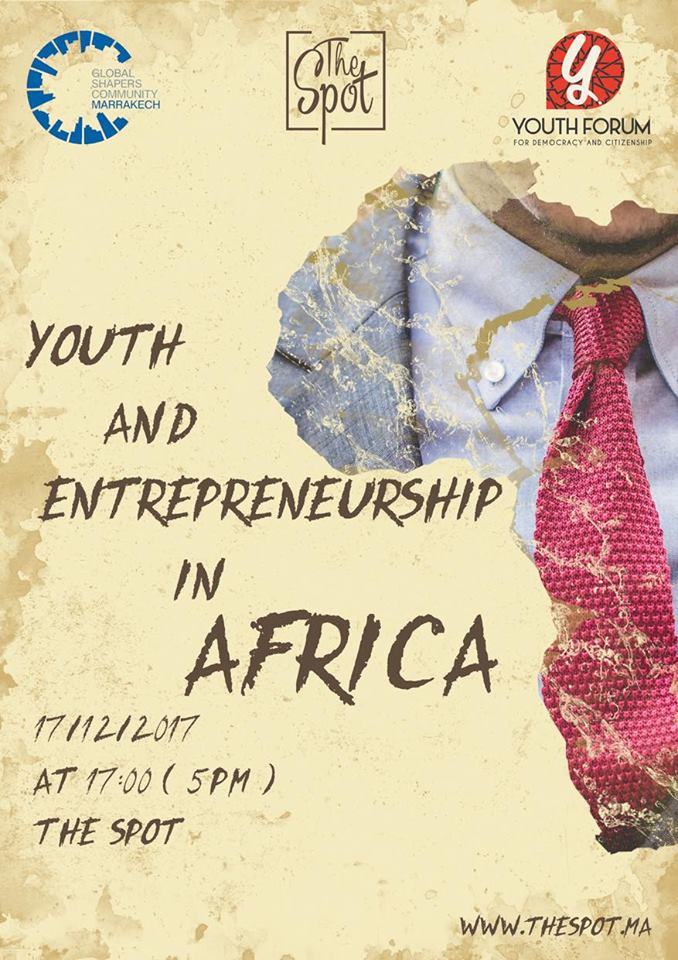 GLOBAL
SHAPERS
COMMUNITY
MARRAKECH
The
Spot
y
YOUTH FORUM
FOR DEMOCRACY AND CITIZENSHIP
YOUTH
AND
ENTREPRENEURSHIP
IN
AFRICA
17/12/2017
AT 17:00 ( 5PM )
THE SPOT
WWW.THESPOT.MA